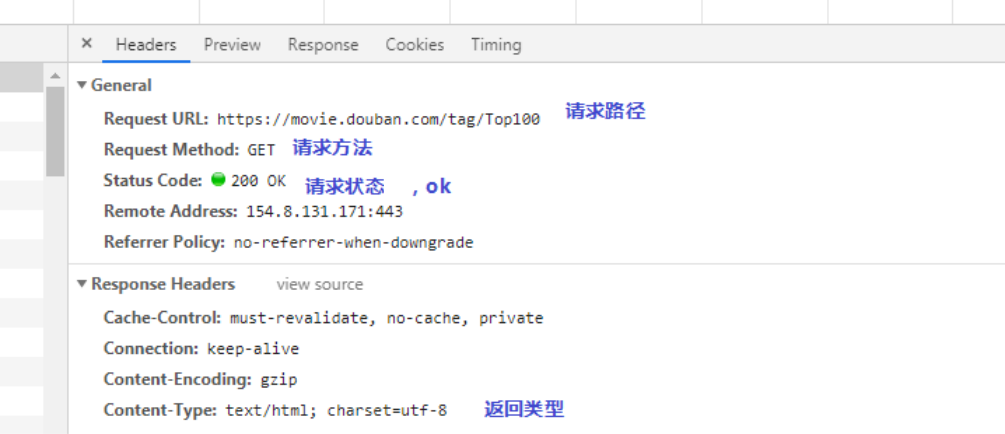 × Headers Preview Response Cookies Timing
▼ General
Request URL: https://movie.douban.com/tag/Top100 请求路径
Request Method: GET 请求方法
Status Code: 200 OK 请求状态 , ok
Remote Address: 154.8.131.171:443
Referrer Policy: no-referrer-when-downgrade
▼ Response Headers view source
Cache-Control: must-revalidate, no-cache, private
Connection: keep-alive
Content-Encoding: gzip
Content-Type: text/html; charset=utf-8 返回类型